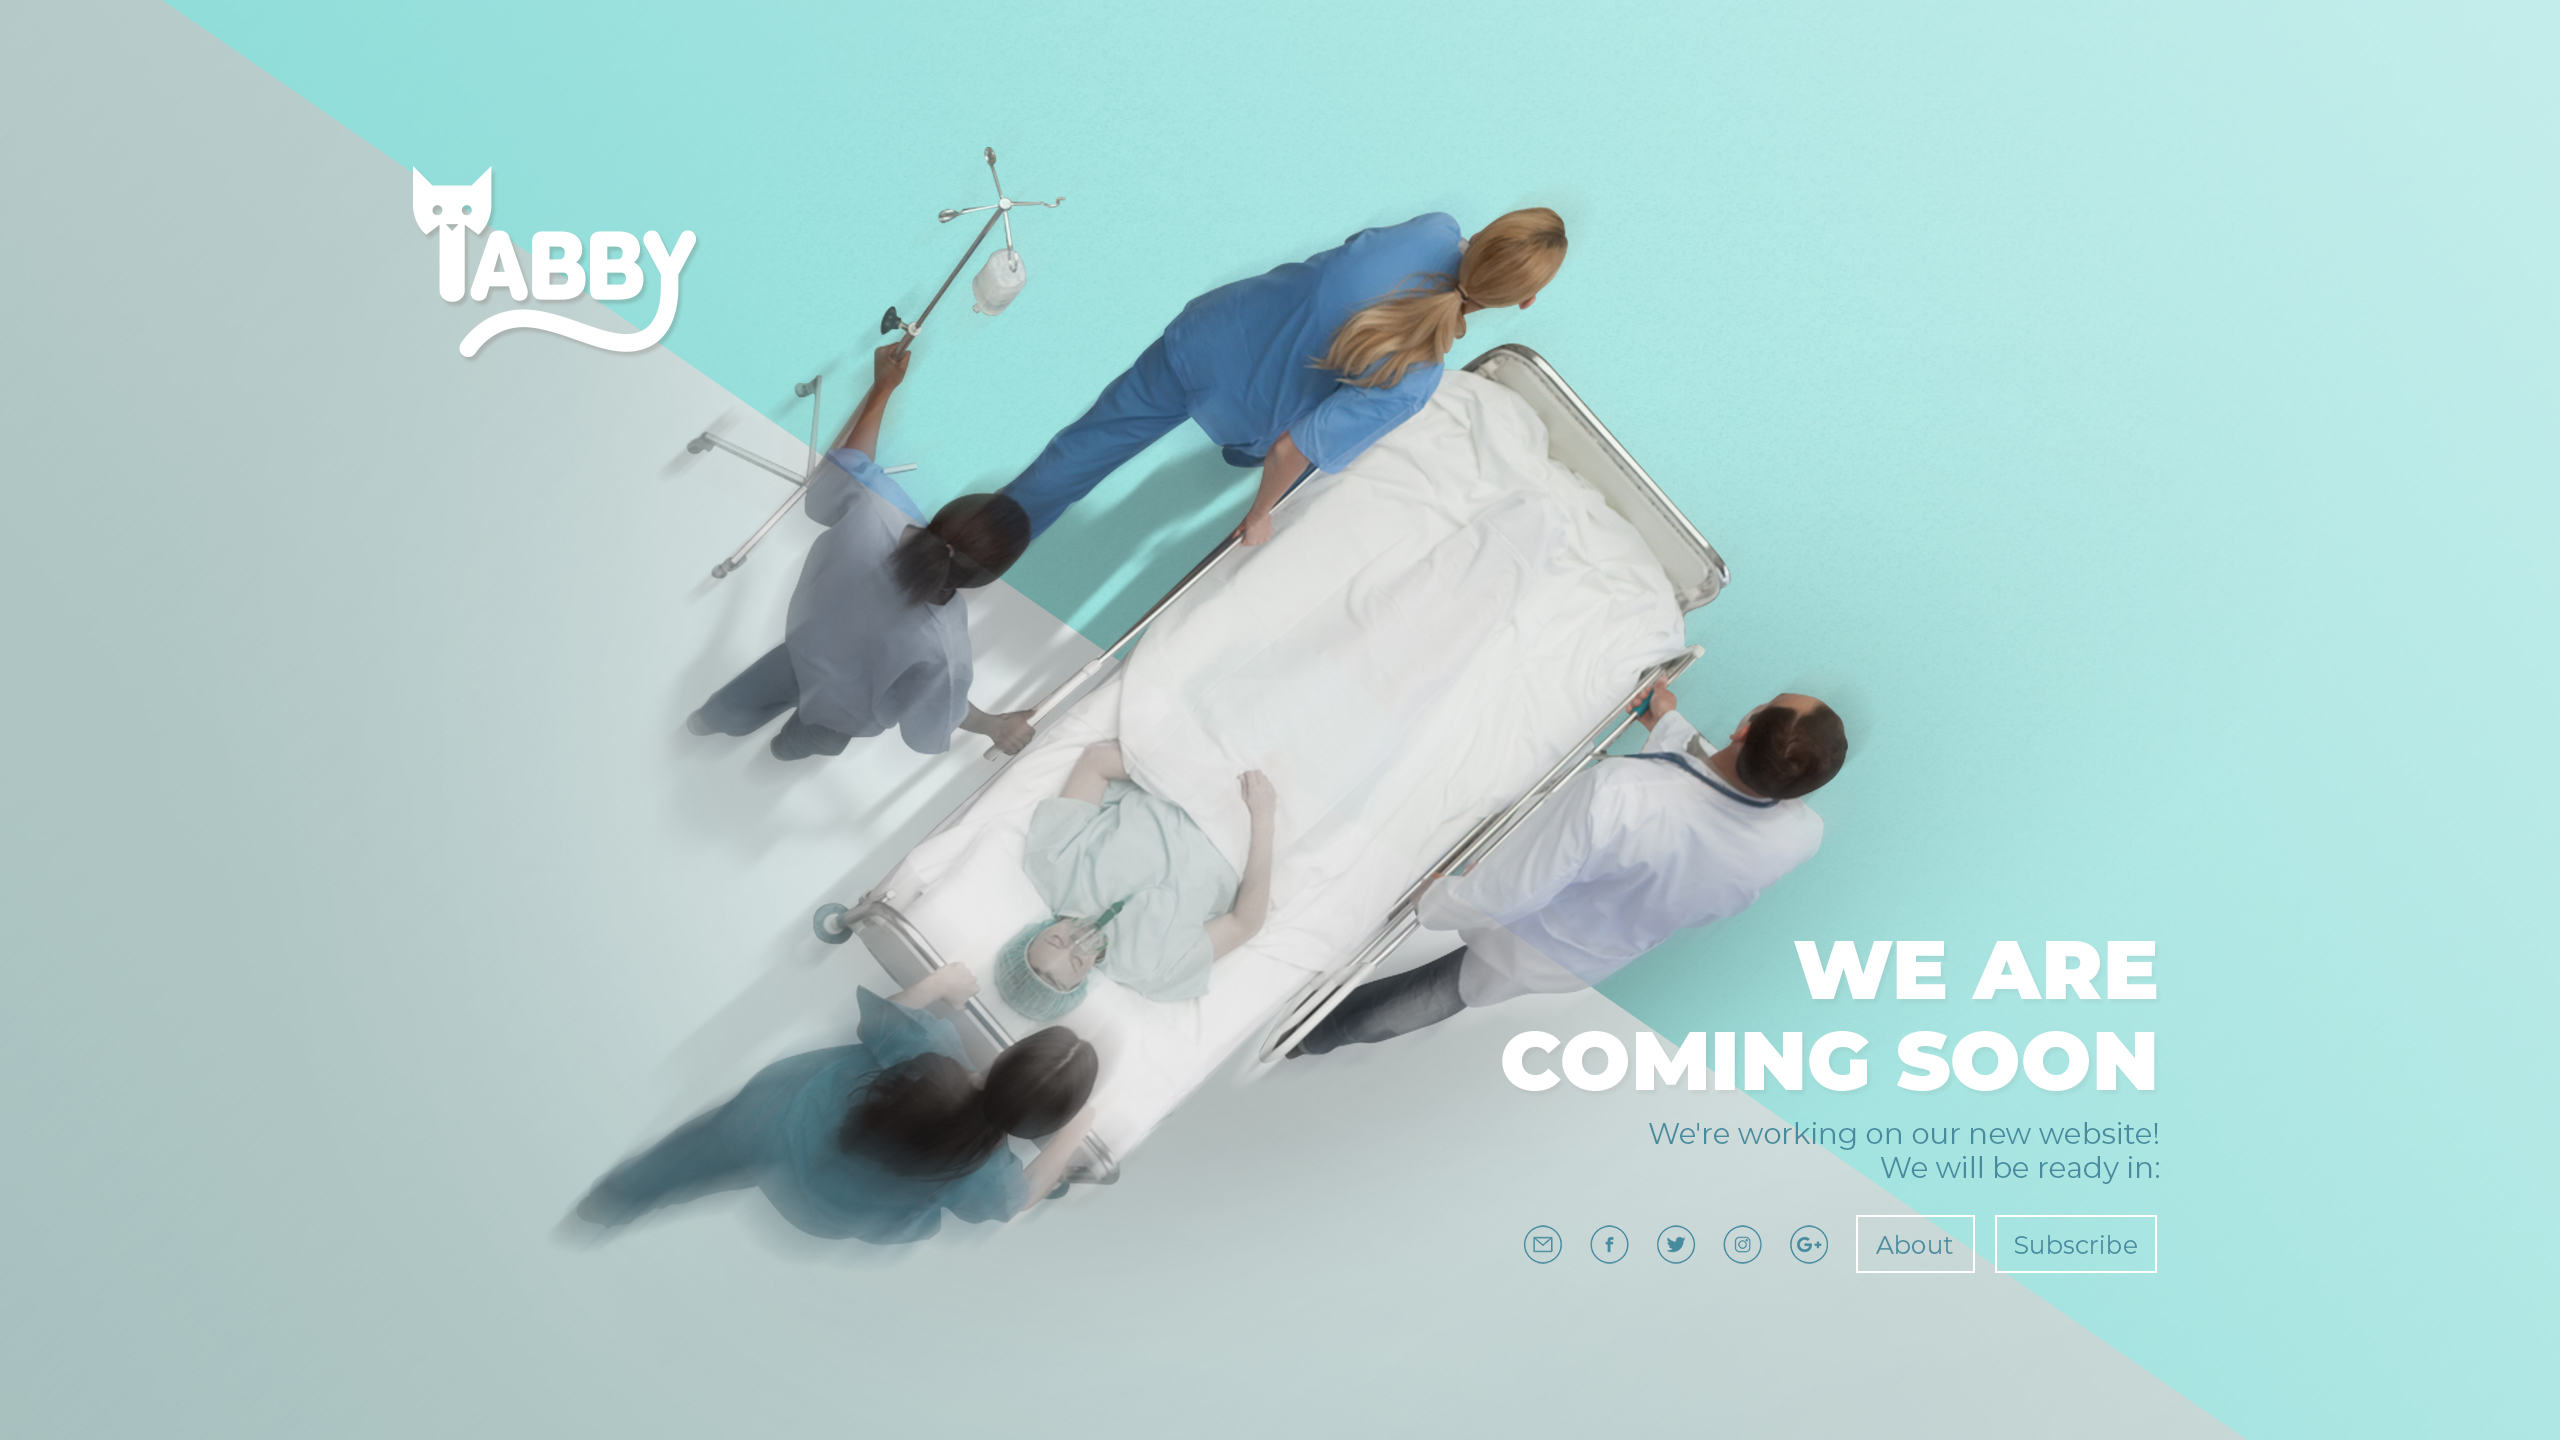 TABBY
WE ARE
COMING SOON
We're working on our new website!
We will be ready in:
About
Subscribe